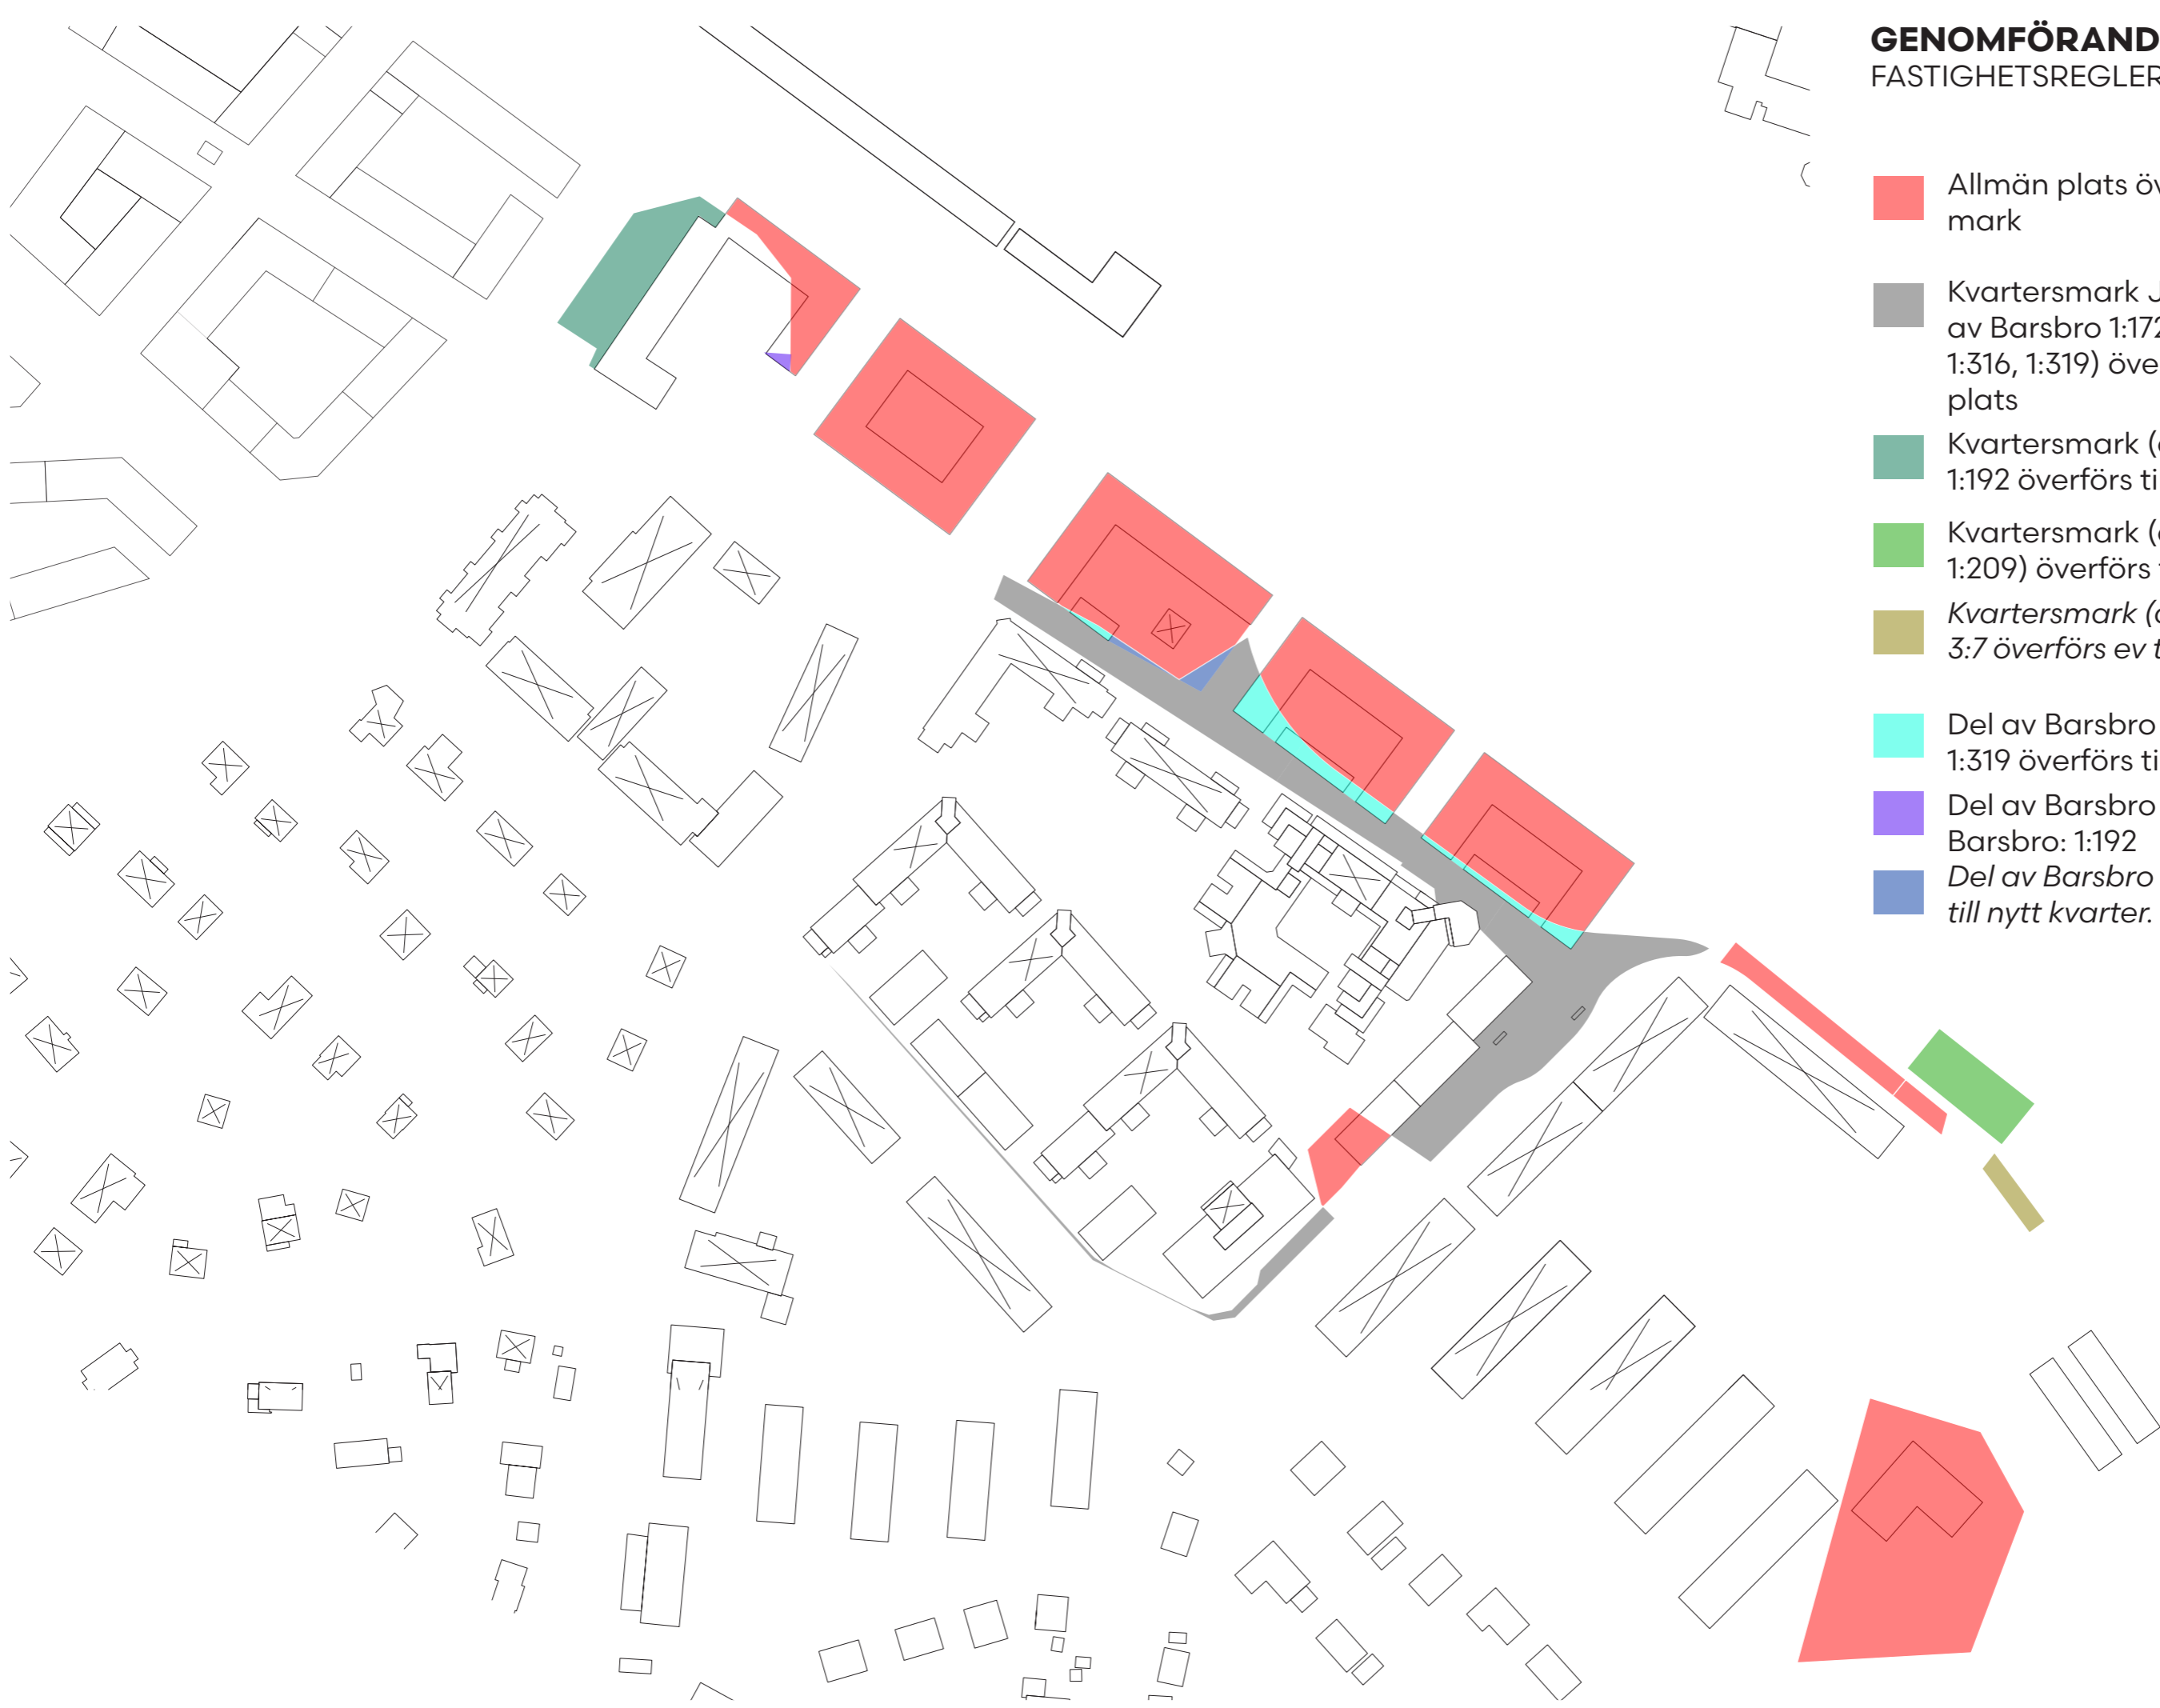 GENOMFÖRAND
FASTIGHETSREGLER
Allmän plats öv
mark
Kvartersmark J
av Barsbro 1:172
1:316, 1:319) öve
plats
Kvartersmark (
1:192 överförs ti
Kvartersmark (
1:209) överförs
Kvartersmark (
3:7 överförs ev t
Del av Barsbro
1:319 överförs ti
Del av Barsbro
Barsbro: 1:192
Del av Barsbro
till nytt kvarter.